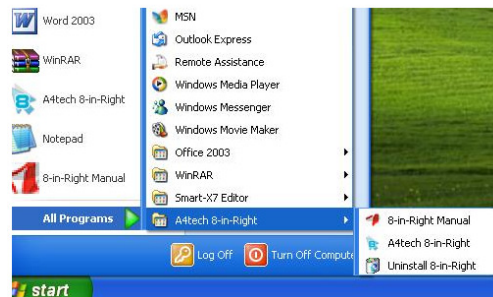 Word 2003
WinRAR
A4tech 8-in-Right
Notepad
8-in-Right Manual
All Programs
MSN
Outlook Express
Remote Assistance
Windows Media Player
Windows Messenger
Windows Movie Maker
Office 2003
WinRAR
Smart-X7 Editor
A4tech 8-in-Right
8-in-Right Manual
A4tech 8-in-Right
Uninstall 8-in-Right
Log Off
Turn Off Compute
start